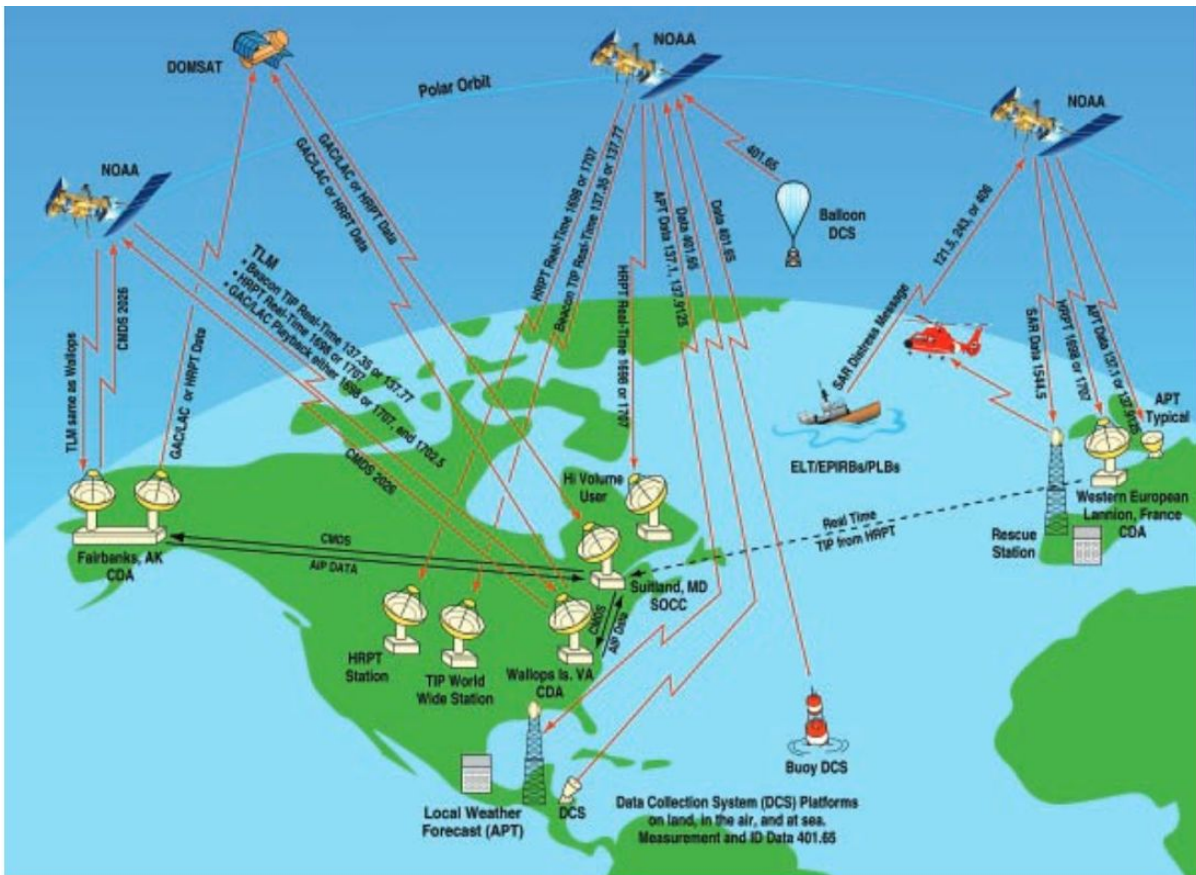 DOMSAT
NOAA
Polar Orbit
NOAA
NOAA
TLM same as Wallops
CMDS 2026
GAC/LAC or HRPT Data
TLM
• Beacon TIP Real-Time 137.35 or 137.77
• HRPT Real-Time 1698 or 1707
• GAC/LAC Playback either 1698 or 1707, and 1702.5
CMDS 2026
GAC/LAC or HRPT Data
GAC/LAC or HRPT Data
HRPT Real-Time 1698 or 1707
Beacon TIP Real-Time 137.35 or 137.77
HRPT Real-Time 1698 or 1707
APT Data 137.1, 137.9125
Data 401.65
Data 401.65
401.65
Balloon
DCS
SAR Distress Message
121.5, 243, or 406
SAR Data 1544.5
HRPT 1698 or 1707
APT Data 137.1 or 137.9125
APT
Typical
ELT/EPIRBs/PLBs
Hi Volume
User
Western European
Lannion, France
CDA
Rescue
Station
Real Time
TIP from HRPT
Fairbanks, AK
CDA
CMDS
AIP DATA
Suitland, MD
SOCC
CMDS
AIP Data
HRPT
Station
TIP World
Wide Station
Wallops Is. VA
CDA
Local Weather
Forecast (APT)
DCS
Buoy DCS
Data Collection System (DCS) Platforms
on land, in the air, and at sea.
Measurement and ID Data 401.65